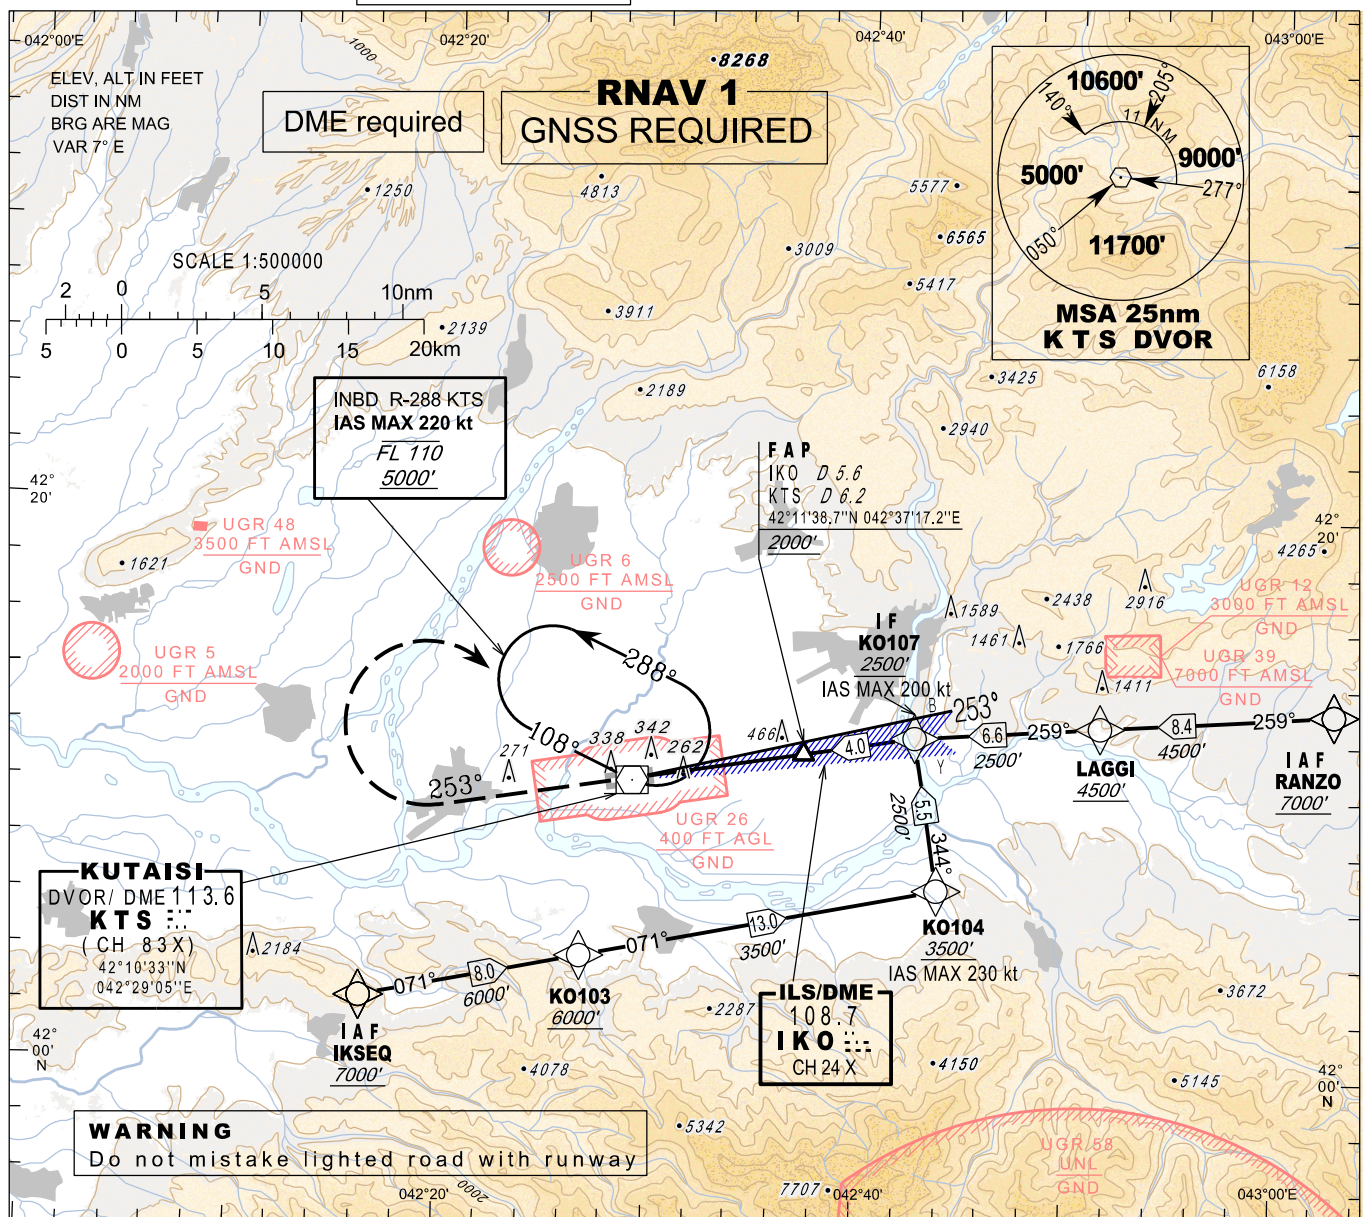 042°00'E
042°20'
042°40'
043°00'E
ELEV, ALT IN FEET
DIST IN NM
BRG ARE MAG
VAR 7° E
DME required
RNAV 1
GNSS REQUIRED
1000
8268
10600'
205°
140°
11 NM
9000'
5000'
277°
050°
11700'
MSA 25nm
KTS DVOR
1250
4813
5577
6565
3009
5417
SCALE 1:500000
2 0 5 10nm
5 0 5 10 15 20km
2139
3911
2189
3425
6158
2940
INBD R-288 KTS
IAS MAX 220 kt
FL 110
5000'
FAP
IKO D 5.6
KTS D 6.2
42°11'38.7"N 042°37'17.2"E
2000'
42°
20'
42°
20'
UGR 48
3500 FT AMSL
GND
1621
UGR 6
2500 FT AMSL
GND
4265
UGR 12
3000 FT AMSL
GND
2916
2438
1589
1461
1766
UGR 39
7000 FT AMSL
GND
1411
UGR 5
2000 FT AMSL
GND
IF
KO107
2500'
IAS MAX 200 kt
288°
108°
253°
271
338
342
262
466
B
253°
Y
4.0
6.6
259°
2500'
LAGGI
4500'
8.4
259°
4500'
IAF
RANZO
7000'
UGR 26
400 FT AGL
GND
2500'
5.5
344°
KUTAISI
DVOR/ DME 113.6
KTS
(CH 83X)
42°10'33"N
042°29'05"E
2184
071°
8.0
6000'
KO103
6000'
071°
13.0
3500'
KO104
3500'
IAS MAX 230 kt
IAF
IKSEQ
7000'
ILS/DME
108.7
IKO
CH 24 X
2287
3672
4078
4150
5145
42°
00'
N
42°
00'
N
WARNING
Do not mistake lighted road with runway
5342
UGR 58
UNL
GND
7707
2000
042°20'
042°40'
043°00'E